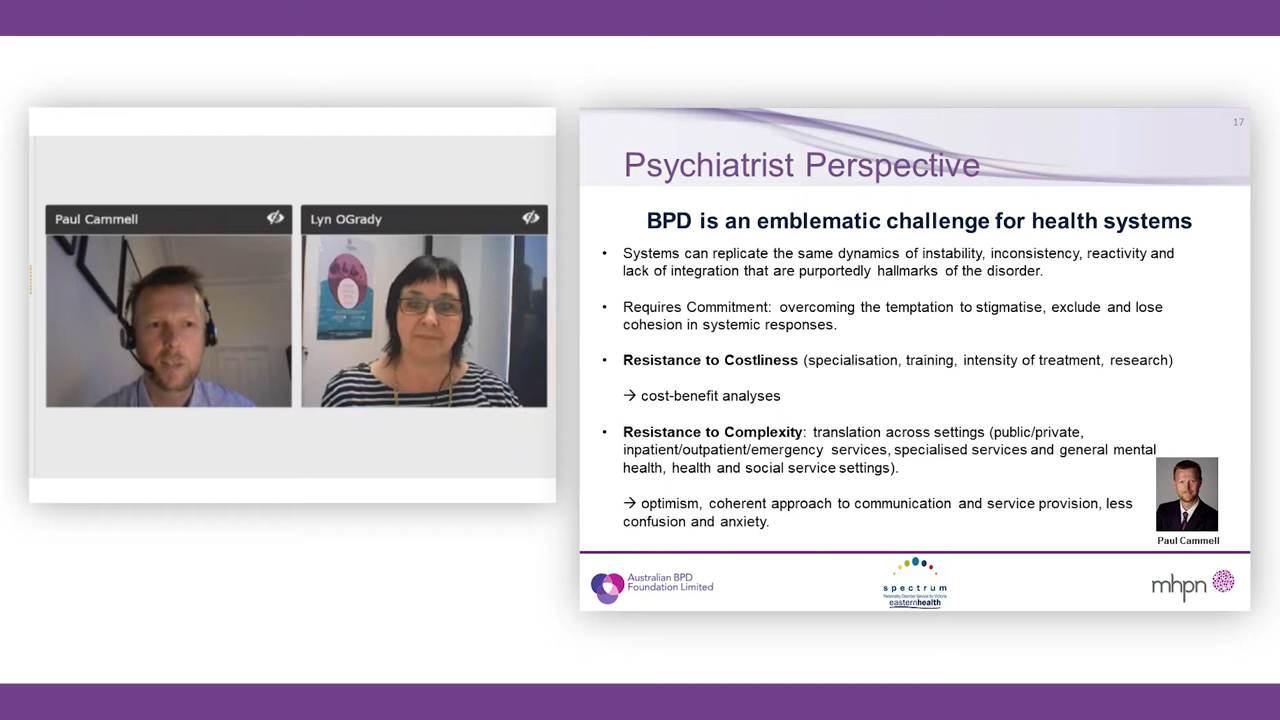 Paul Cammell
Lyn OGrady
17
Psychiatrist Perspective
BPD is an emblematic challenge for health systems
• Systems can replicate the same dynamics of instability, inconsistency, reactivity and
lack of integration that are purportedly hallmarks of the disorder.
• Requires Commitment: overcoming the temptation to stigmatise, exclude and lose
cohesion in systemic responses.
• Resistance to Costliness (specialisation, training, intensity of treatment, research)
→ cost-benefit analyses
• Resistance to Complexity: translation across settings (public/private,
inpatient/outpatient/emergency services, specialised services and general mental
health, health and social service settings).
→ optimism, coherent approach to communication and service provision, less
confusion and anxiety.
Paul Cammell
Australian BPD
Foundation Limited
spectrum
Personality Disorder Service for Victoria
easternhealth
mhpn